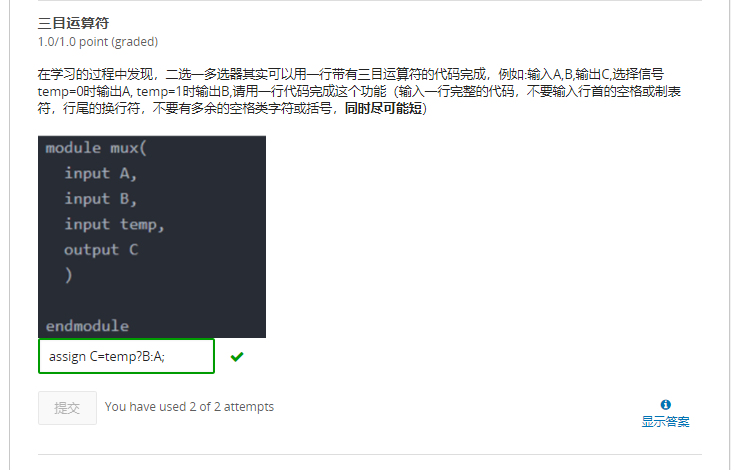 三目运算符
1.0/1.0 point (graded)
在学习的过程中发现，二选一多选器其实可以用一行带有三目运算符的代码完成，例如:输入A,B,输出C,选择信号
temp=0时输出A, temp=1时输出B,请用一行代码完成这个功能（输入一行完整的代码，不要输入行首的空格或制表
符，行尾的换行符，不要有多余的空格类字符或括号，同时尽可能短）
module mux(
input A,
input B,
input temp,
output C
)
endmodule
assign C=temp?B:A;
提交
You have used 2 of 2 attempts
显示答案